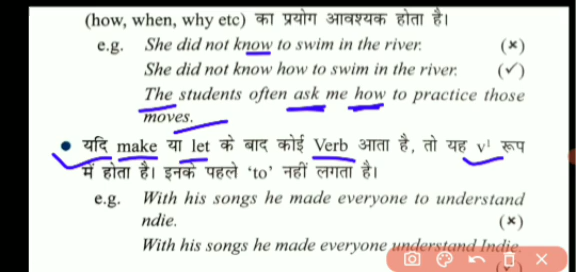 (how, when, why etc) का प्रयोग आवश्यक होता है।
e.g. She did not know to swim in the river. (×)
She did not know how to swim in the river. (✓)
The students often ask me how to practice those
moves.
• यदि make या let के बाद कोई Verb आता है, तो यह v¹ रूप
में होता है। इनके पहले ‘to’ नहीं लगता है।
e.g. With his songs he made everyone to understand
ndie. (×)
With his songs he made everyone understand Indie.